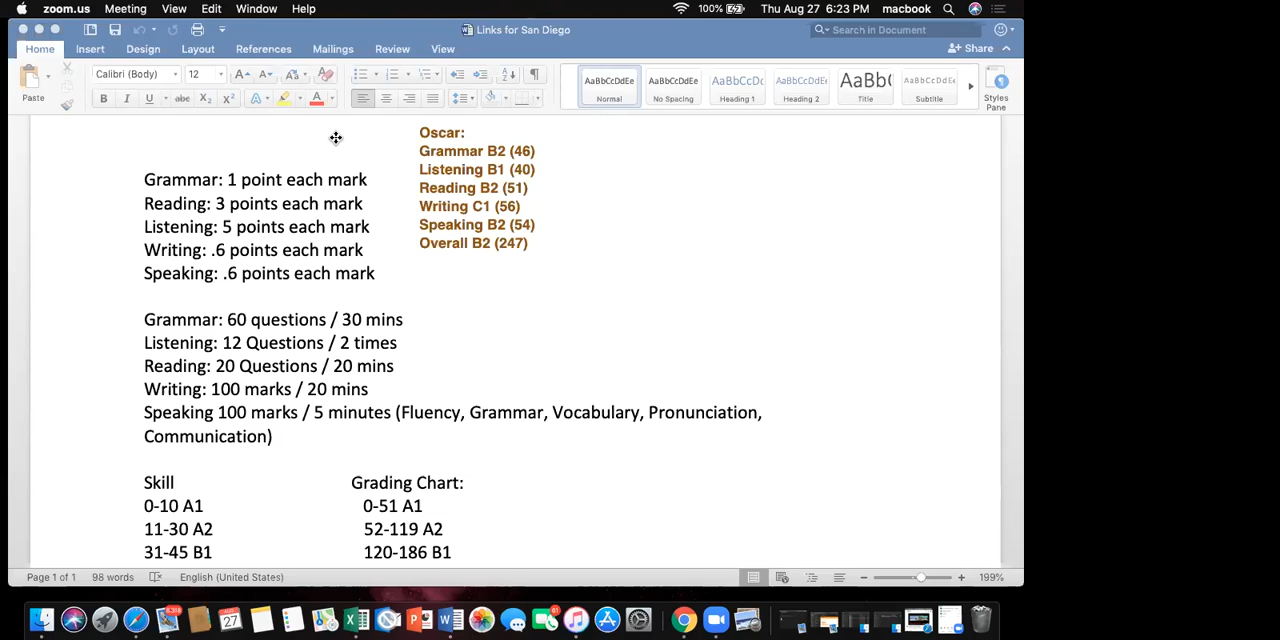 zoom.us Meeting View Edit Window Help 100% Thu Aug 27 6:23 PM macbook
Links for San Diego Search in Document
Home Insert Design Layout References Mailings Review View Share
Paste Calibri (Body) 12 AaBbCcDdEe AaBbCcDdEe AaBbCcDc AaBbCcDdEe AaBb( AaBbCcDdEe
B I U abc X₂ X² A A Normal No Spacing Heading 1 Heading 2 Title Subtitle Styles Pane
Oscar:
Grammar B2 (46)
Listening B1 (40)
Reading B2 (51)
Writing C1 (56)
Speaking B2 (54)
Overall B2 (247)
Grammar: 1 point each mark
Reading: 3 points each mark
Listening: 5 points each mark
Writing: .6 points each mark
Speaking: .6 points each mark
Grammar: 60 questions / 30 mins
Listening: 12 Questions / 2 times
Reading: 20 Questions / 20 mins
Writing: 100 marks / 20 mins
Speaking 100 marks / 5 minutes (Fluency, Grammar, Vocabulary, Pronunciation,
Communication)
Skill Grading Chart:
0-10 A1 0-51 A1
11-30 A2 52-119 A2
31-45 B1 120-186 B1
Page 1 of 1 98 words English (United States) 199%